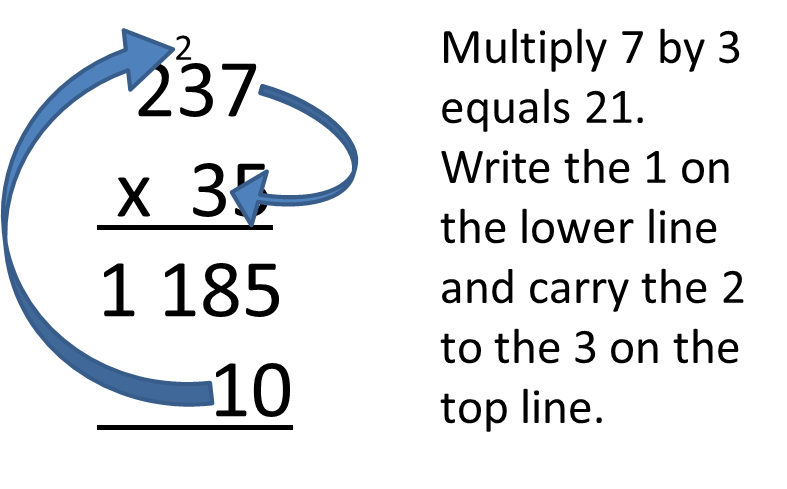 2
237
x 35
1 185
10
Multiply 7 by 3
equals 21.
Write the 1 on
the lower line
and carry the 2
to the 3 on the
top line.